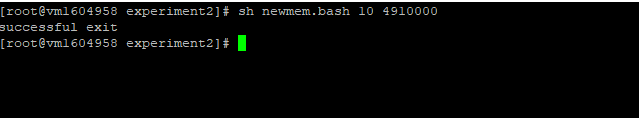 [root@vm1604958 experiment2]# sh newmem.bash 10 4910000
successful exit
[root@vm1604958 experiment2]#